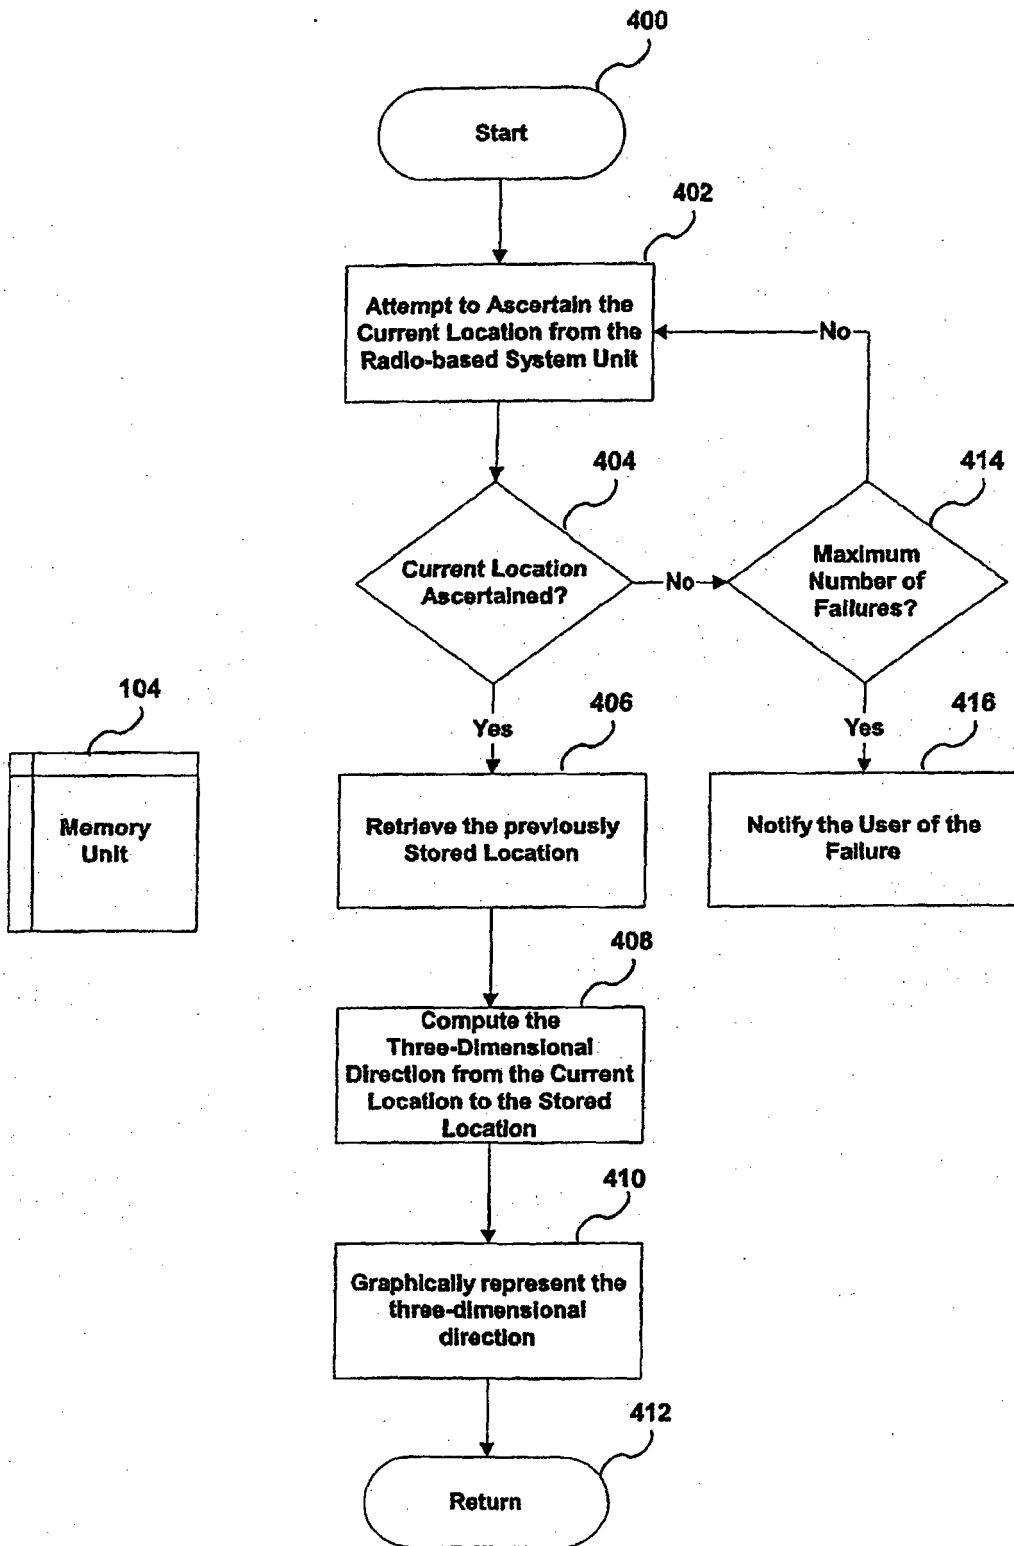 400
Start
402
Attempt to Ascertain the
Current Location from the
Radio-based System Unit
No
404
414
Current Location
Ascertained?
No
Maximum
Number of
Failures?
104
Yes
406
Yes
416
Memory
Unit
Retrieve the previously
Stored Location
Notify the User of the
Failure
408
Compute the
Three-Dimensional
Direction from the Current
Location to the Stored
Location
410
Graphically represent the
three-dimensional
direction
412
Return